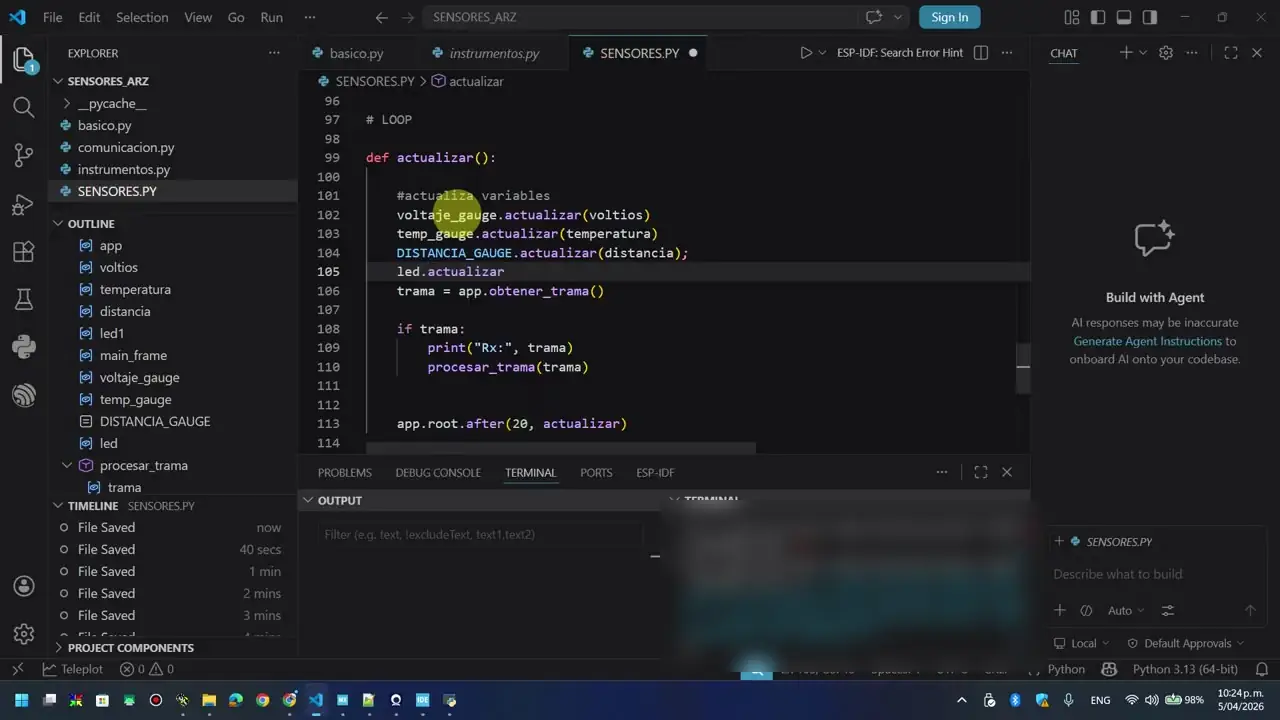 File Edit Selection View Go Run ··· SENSORES_ARZ Sign In
EXPLORER
SENSORES_ARZ
__pycache__
basico.py
comunicacion.py
instrumentos.py
SENSORES.PY
OUTLINE
app
voltios
temperatura
distancia
led1
main_frame
voltaje_gauge
temp_gauge
DISTANCIA_GAUGE
led
procesar_trama
trama
TIMELINE SENSORES.PY
File Saved now
File Saved 40 secs
File Saved 1 min
File Saved 2 mins
File Saved 3 mins
PROJECT COMPONENTS
basico.py instrumentos.py SENSORES.PY ESP-IDF: Search Error Hint
SENSORES.PY > actualizar
96
97 # LOOP
98
99 def actualizar():
100
101 #actualiza variables
102 voltaje_gauge.actualizar(voltios)
103 temp_gauge.actualizar(temperatura)
104 DISTANCIA_GAUGE.actualizar(distancia);
105 led.actualizar
106 trama = app.obtener_trama()
107
108 if trama:
109 print("Rx:", trama)
110 procesar_trama(trama)
111
112
113 app.root.after(20, actualizar)
114
PROBLEMS DEBUG CONSOLE TERMINAL PORTS ESP-IDF
OUTPUT
Filter (e.g. text, !excludeText, text1,text2)
CHAT
Build with Agent
AI responses may be inaccurate
Generate Agent Instructions to
onboard AI onto your codebase.
SENSORES.PY
Describe what to build
Auto
Local Default Approvals
Teleplot 0 0 Python Python 3.13 (64-bit)
ENG 98% 10:24 p.m.
5/04/2026